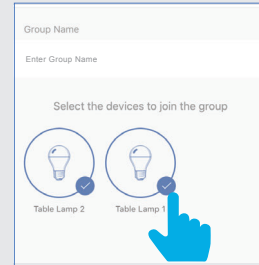 Group Name
Enter Group Name
Select the devices to join the group
Table Lamp 2 Table Lamp 1